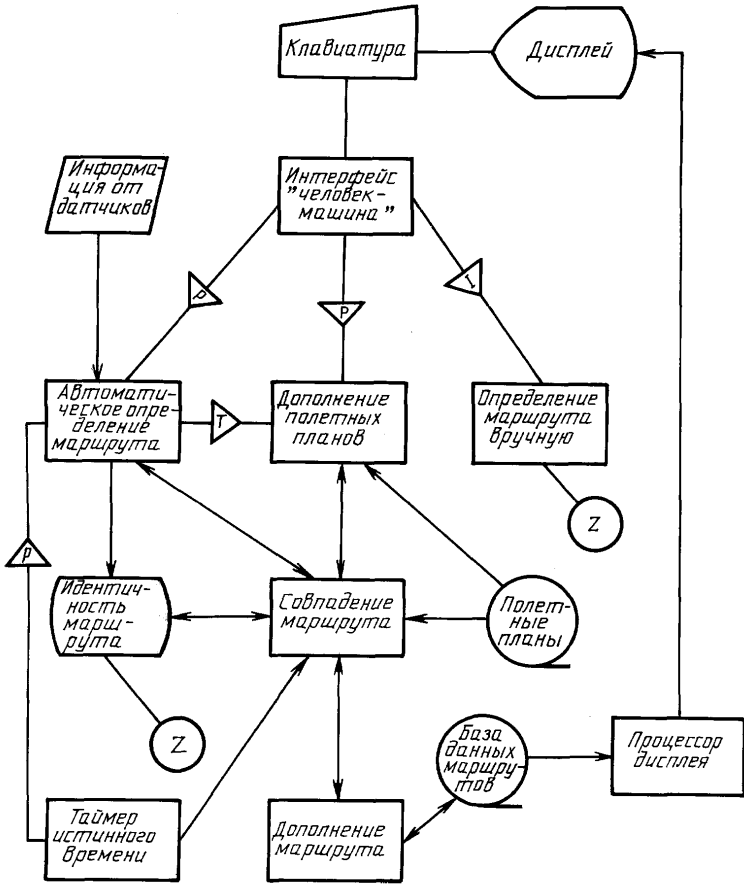 Клавиатура
Дисплей
Информа-
ция от
датчиков
Интерфейс
"человек-
машина"
P
P
I
Автомати-
ческое опре-
деление
маршрута
T
Дополнение
полетных
планов
Определение
маршрута
вручную
Z
P
Идентич-
ность
марш-
рута
Совпадение
маршрута
Полет-
ные
планы
Z
База
данных
маршру-
тов
Процессор
дисплея
Таймер
истинного
времени
Дополнение
маршрута